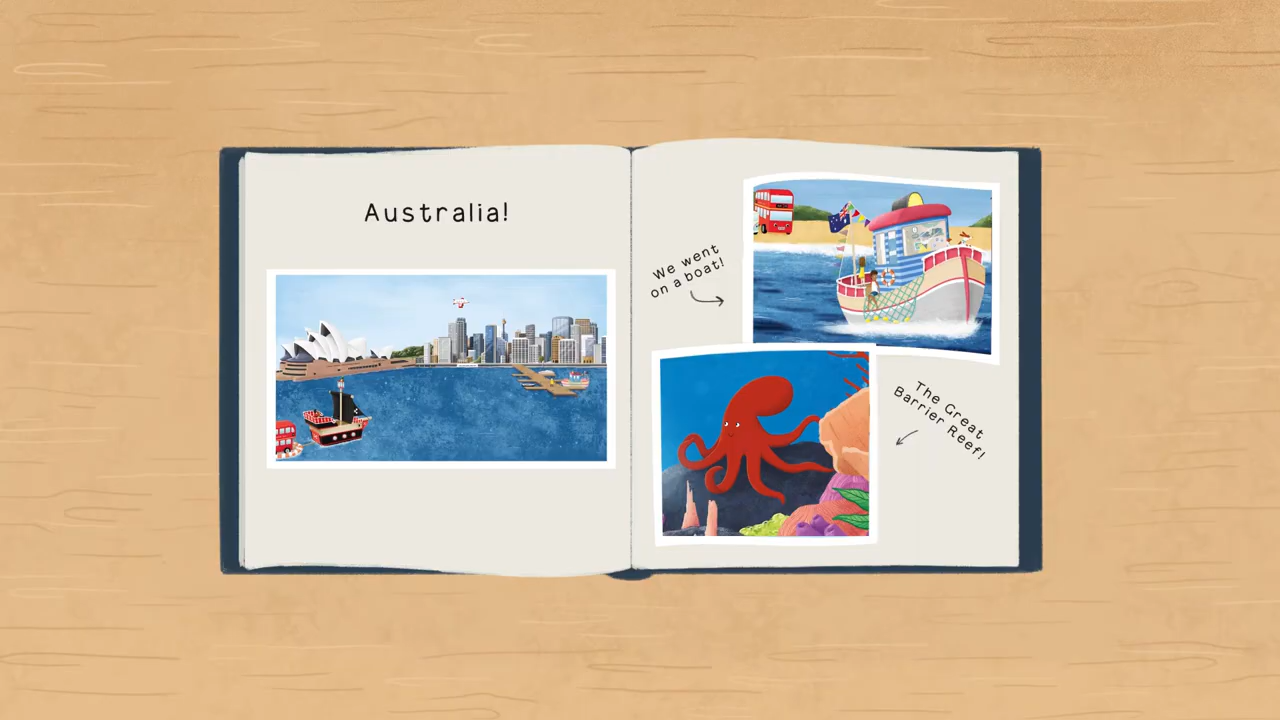 Australia!
We went
on a boat!
The Great
Barrier Reef!